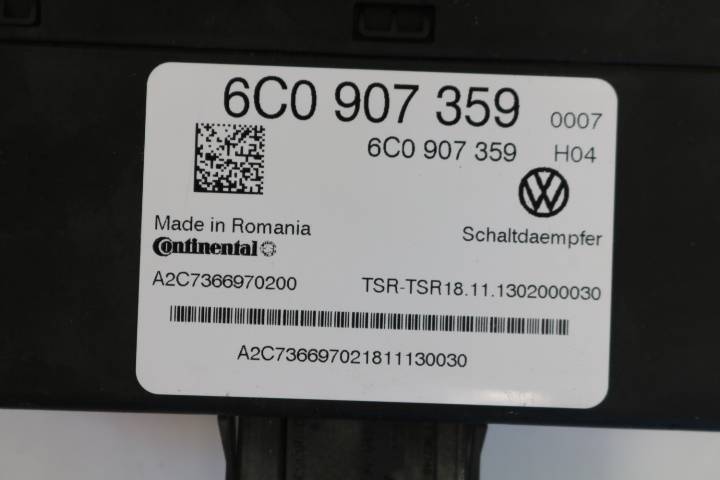 6C0 907 359 0007
6C0 907 359 H04
Made in Romania
Schaltdaempfer
Continental
A2C7366970200 TSR-TSR18.11.1302000030
A2C736697021811130030